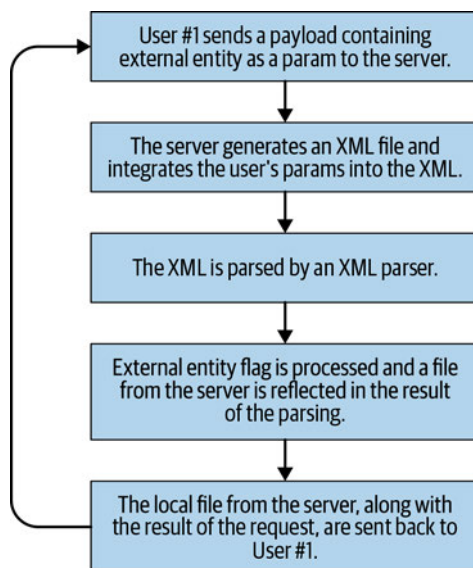 User #1 sends a payload containing
external entity as a param to the server.
The server generates an XML file and
integrates the user's params into the XML.
The XML is parsed by an XML parser.
External entity flag is processed and a file
from the server is reflected in the result
of the parsing.
The local file from the server, along with
the result of the request, are sent back to
User #1.